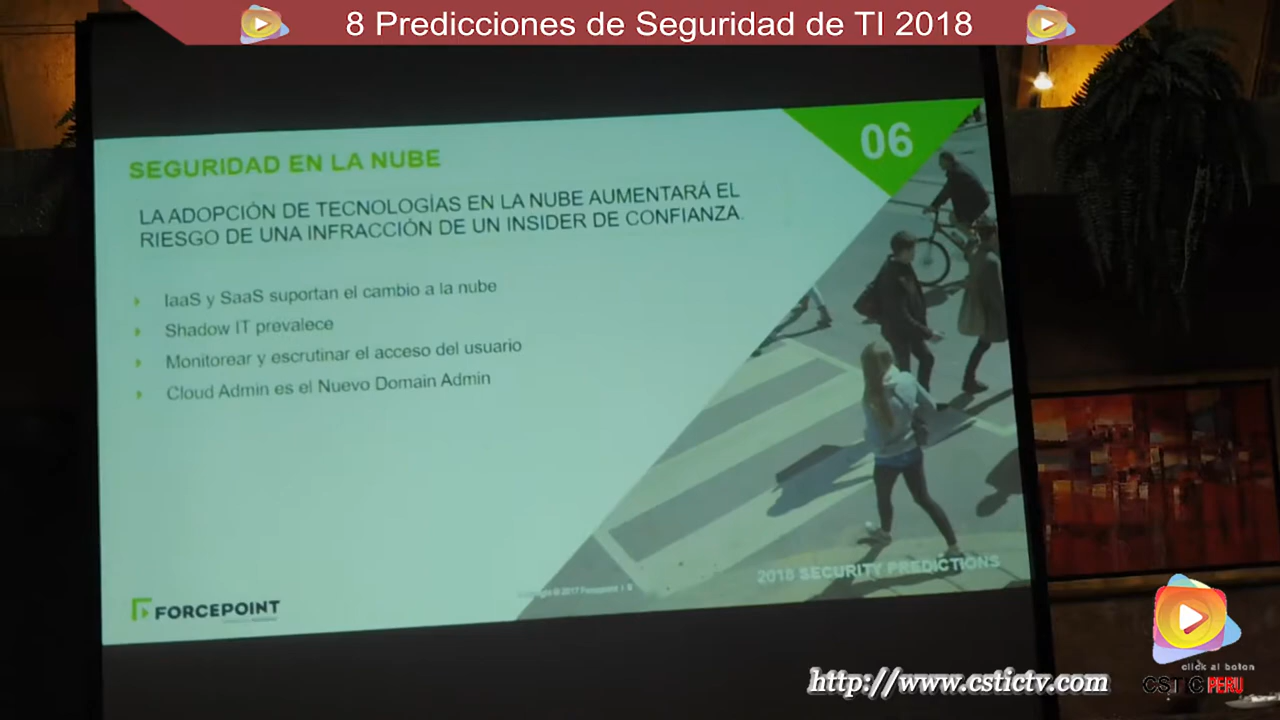 8 Predicciones de Seguridad de TI 2018
06
SEGURIDAD EN LA NUBE
LA ADOPCIÓN DE TECNOLOGÍAS EN LA NUBE AUMENTARÁ EL
RIESGO DE UNA INFRACCIÓN DE UN INSIDER DE CONFIANZA.
IaaS y SaaS suportan el cambio a la nube
Shadow IT prevalece
Monitorear y escrutinar el acceso del usuario
Cloud Admin es el Nuevo Domain Admin
2018 SECURITY PREDICTIONS
© 2017 Forcepoint
FORCEPOINT
click al boton
http://www.cstictv.com
CSTIC PERU